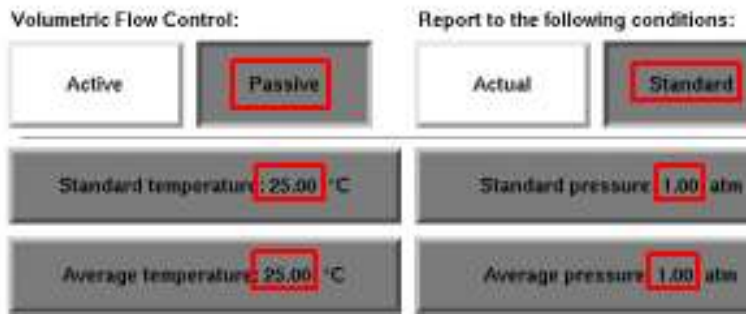 Volumetric Flow Control: Report to the following conditions:
Active Passive Actual Standard
Standard temperature: 25.00 °C Standard pressure 1.00 atm
Average temperature: 25.00 °C Average pressure 1.00 atm